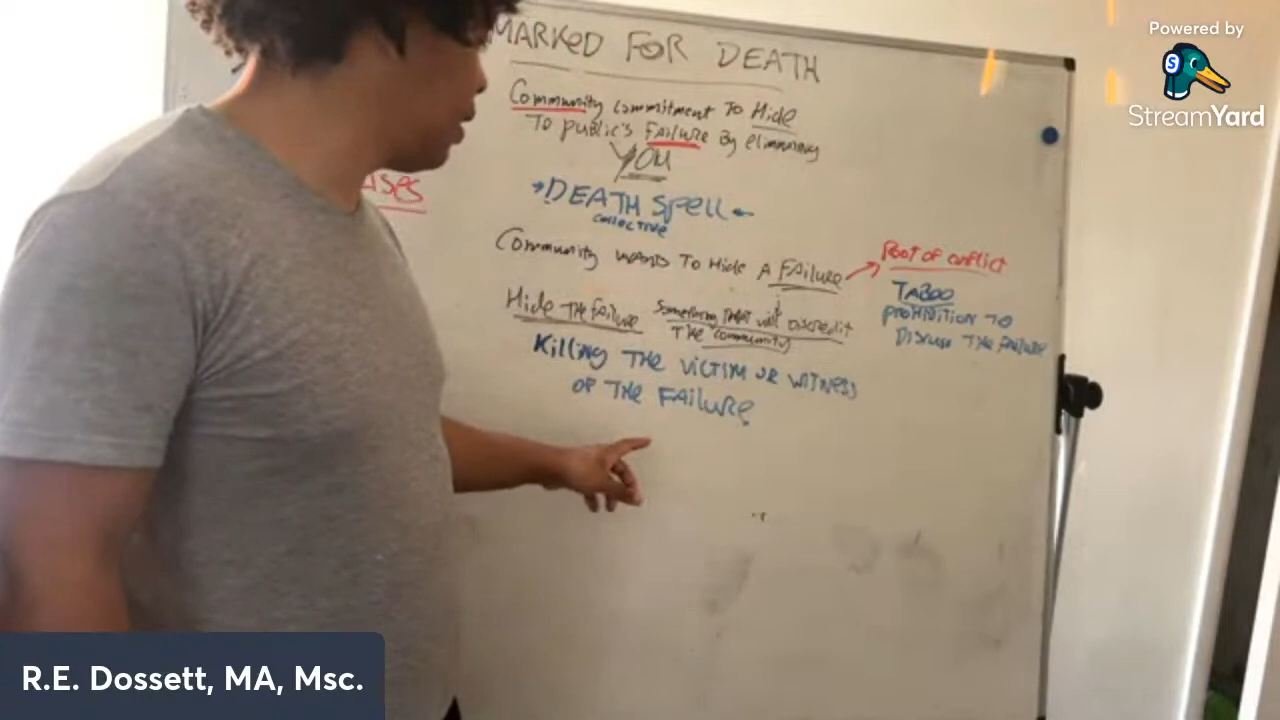 MARKED FOR DEATH
Community commitment To Hide
To public's FAILURE By elimining
YOU
DEATH Spell
collective
Community WANTS To Hide A FAILURE
Root of conflict
TABOO
PROHIBITION TO
Discuss THE FAILURE
Hide THE FAILURE
Something THAT will Discredit
THE community
Killing THE VICTIM OR WITNESS
OF THE FAILURE
Powered by
StreamYard
R.E. Dossett, MA, Msc.